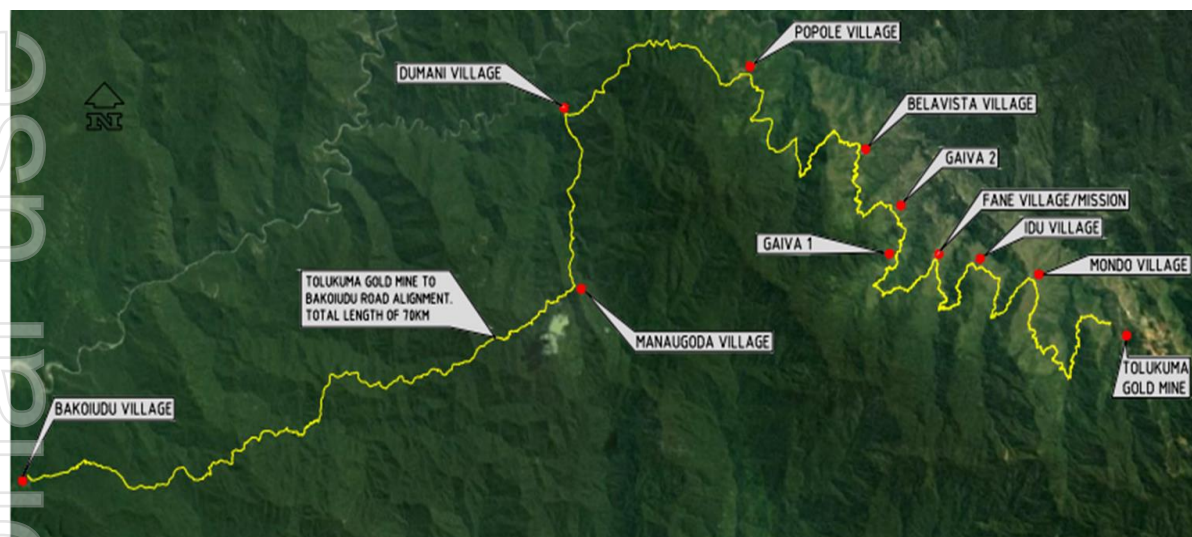 POPOLE VILLAGE
DUMANI VILLAGE
BELAVISTA VILLAGE
N
GAIVA 2
FANE VILLAGE/MISSION
IDU VILLAGE
GAIVA 1
MONDO VILLAGE
TOLUKUMA GOLD MINE TO
BAKOIUDU ROAD ALIGNMENT.
TOTAL LENGTH OF 70KM
MANAUGODA VILLAGE
TOLUKUMA
GOLD MINE
BAKOIUDU VILLAGE